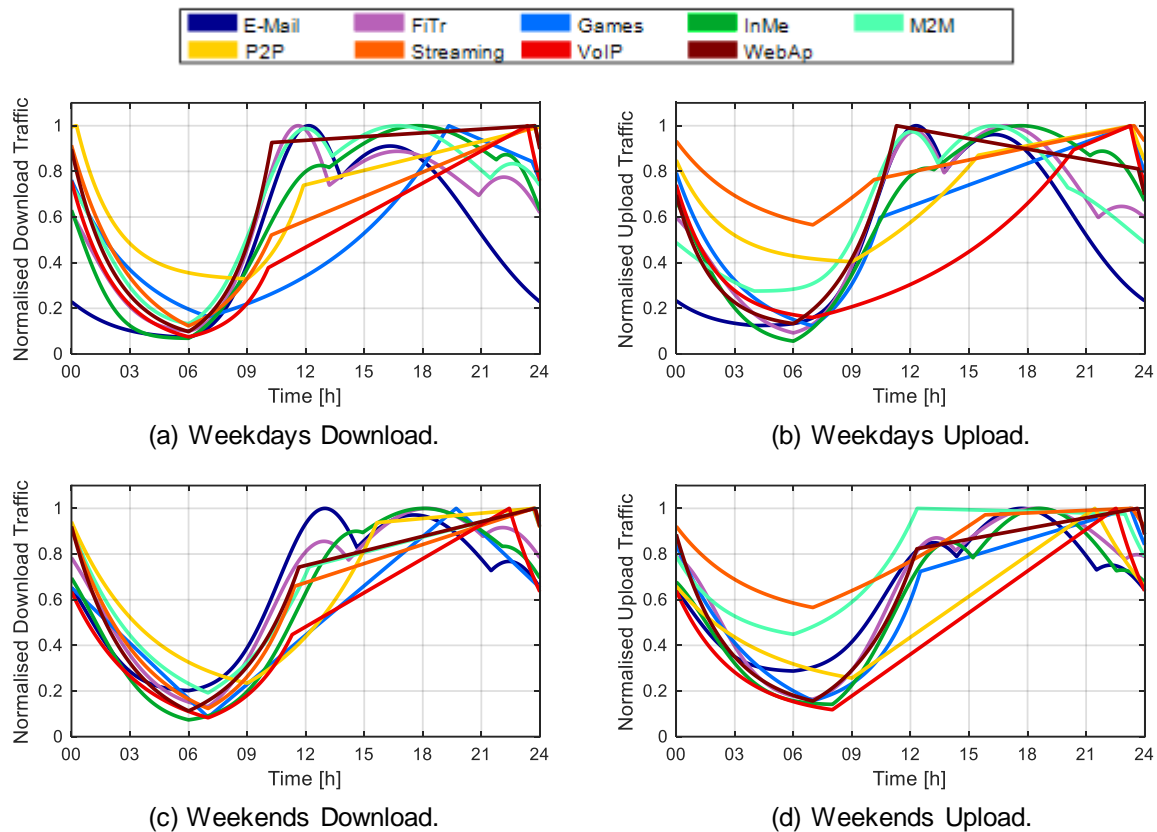 E-Mail FiTr Games InMe M2M
P2P Streaming VoIP WebAp
Normalised Download Traffic
1
0.8
0.6
0.4
0.2
0
00 03 06 09 12 15 18 21 24
Time [h]
(a) Weekdays Download.
Normalised Upload Traffic
1
0.8
0.6
0.4
0.2
0
00 03 06 09 12 15 18 21 24
Time [h]
(b) Weekdays Upload.
Normalised Download Traffic
1
0.8
0.6
0.4
0.2
0
00 03 06 09 12 15 18 21 24
Time [h]
(c) Weekends Download.
Normalised Upload Traffic
1
0.8
0.6
0.4
0.2
0
00 03 06 09 12 15 18 21 24
Time [h]
(d) Weekends Upload.